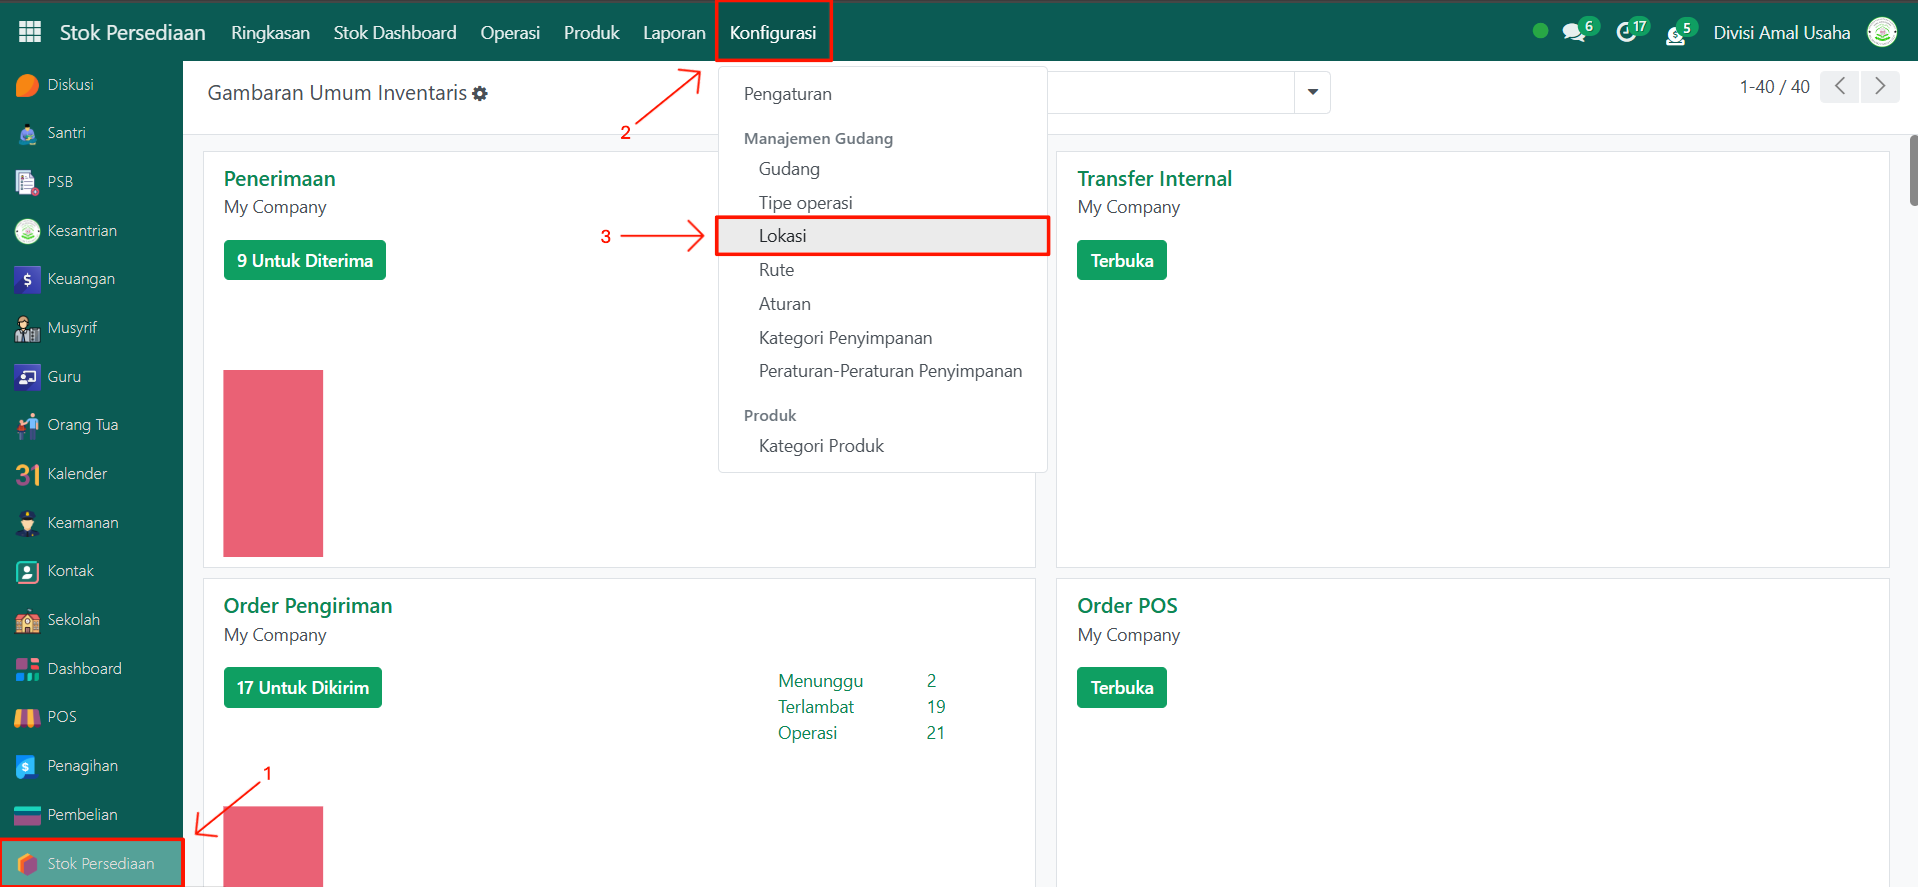 Stok Persediaan
Ringkasan
Stok Dashboard
Operasi
Produk
Laporan
Konfigurasi
6
17
5
Divisi Amal Usaha
Diskusi
Santri
PSB
Kesantrian
Keuangan
Musyrif
Guru
Orang Tua
31 Kalender
Keamanan
Kontak
Sekolah
Dashboard
POS
Penagihan
Pembelian
Stok Persediaan
1
Gambaran Umum Inventaris
2
1-40 / 40
Pengaturan
Manajemen Gudang
Gudang
Tipe operasi
3
Lokasi
Rute
Aturan
Kategori Penyimpanan
Peraturan-Peraturan Penyimpanan
Produk
Kategori Produk
Penerimaan
My Company
9 Untuk Diterima
Transfer Internal
My Company
Terbuka
Order Pengiriman
My Company
17 Untuk Dikirim
Menunggu 2
Terlambat 19
Operasi 21
Order POS
My Company
Terbuka